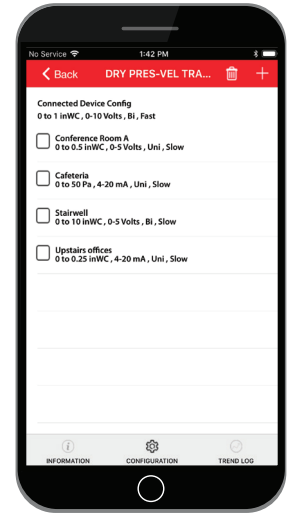 No Service 1:42 PM
Back DRY PRES-VEL TRA...
Connected Device Config
0 to 1 inWC , 0-10 Volts , Bi , Fast
Conference Room A
0 to 0.5 inWC , 0-5 Volts , Uni , Slow
Cafeteria
0 to 50 Pa , 4-20 mA , Uni , Slow
Stairwell
0 to 10 inWC , 0-5 Volts , Bi , Slow
Upstairs offices
0 to 0.25 inWC , 4-20 mA , Uni , Slow
INFORMATION CONFIGURATION TREND LOG